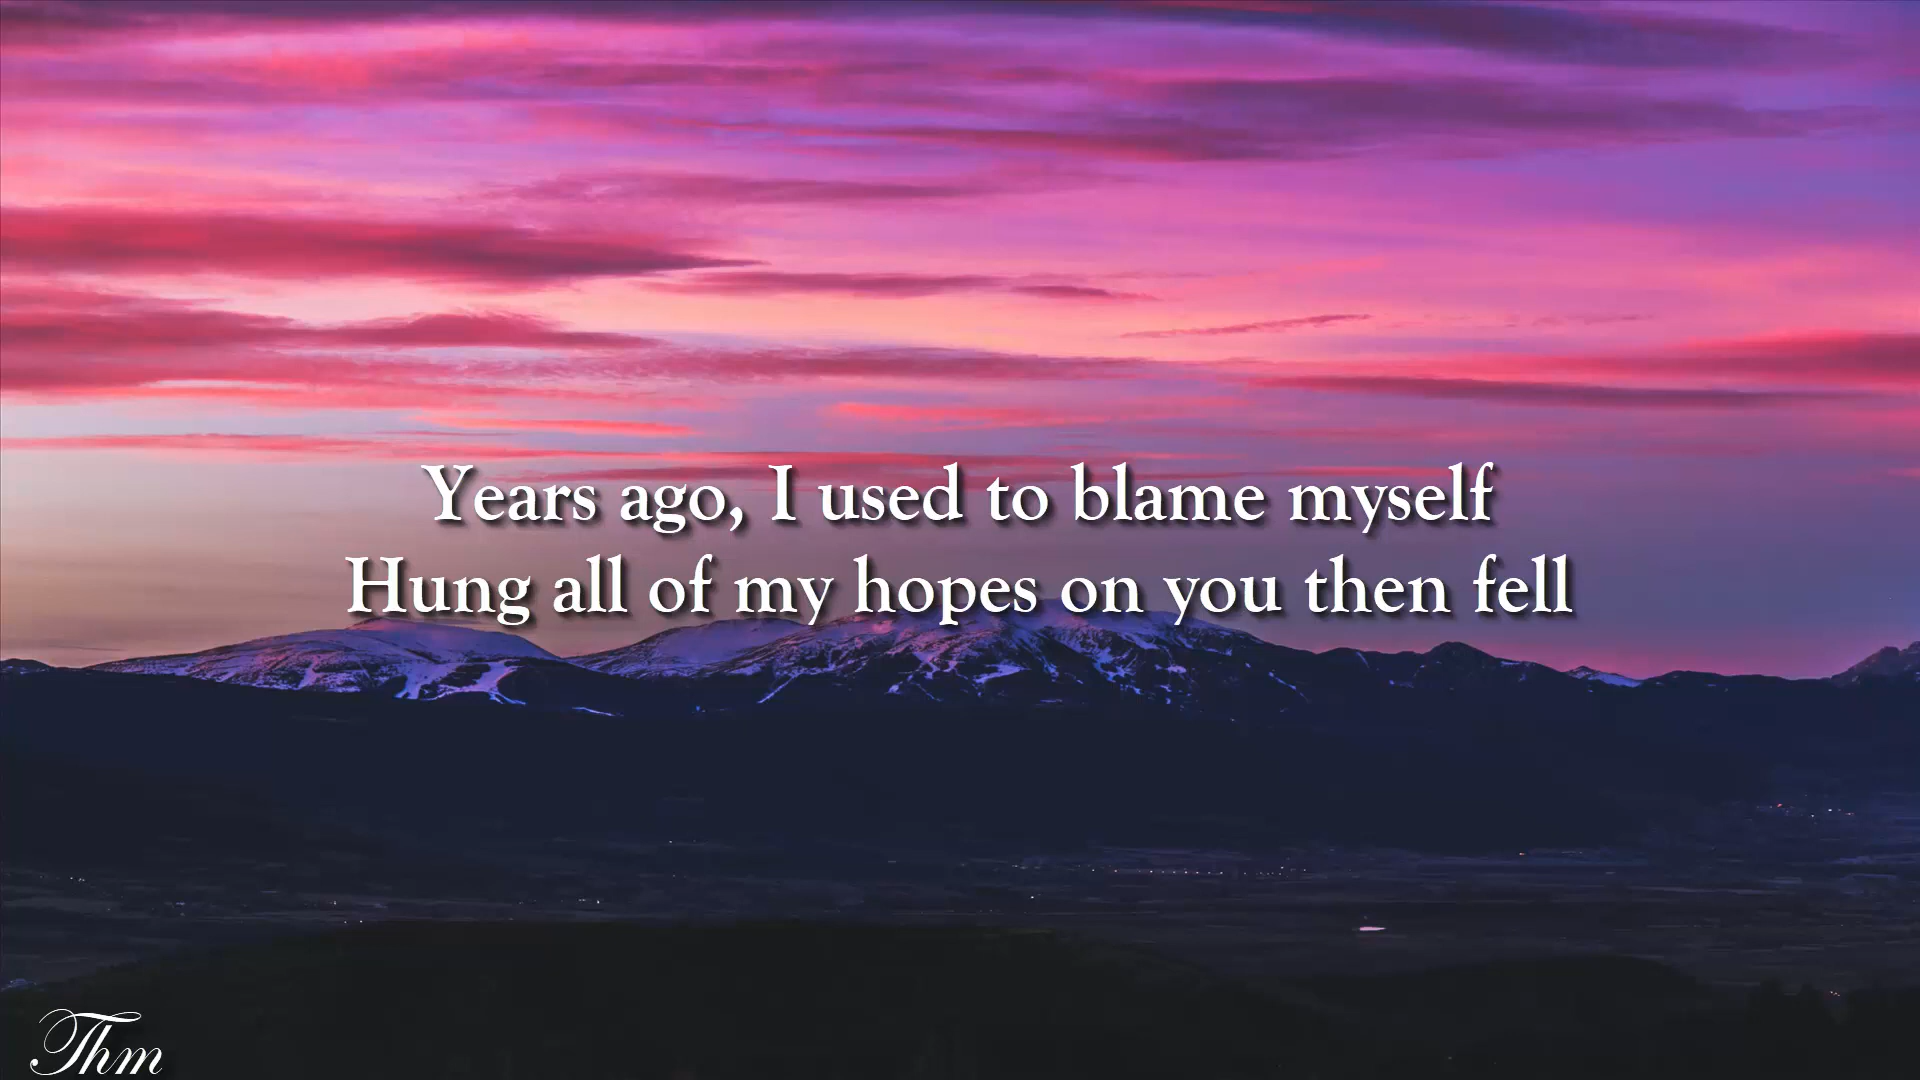 Years ago, I used to blame myself
Hung all of my hopes on you then fell
Thm